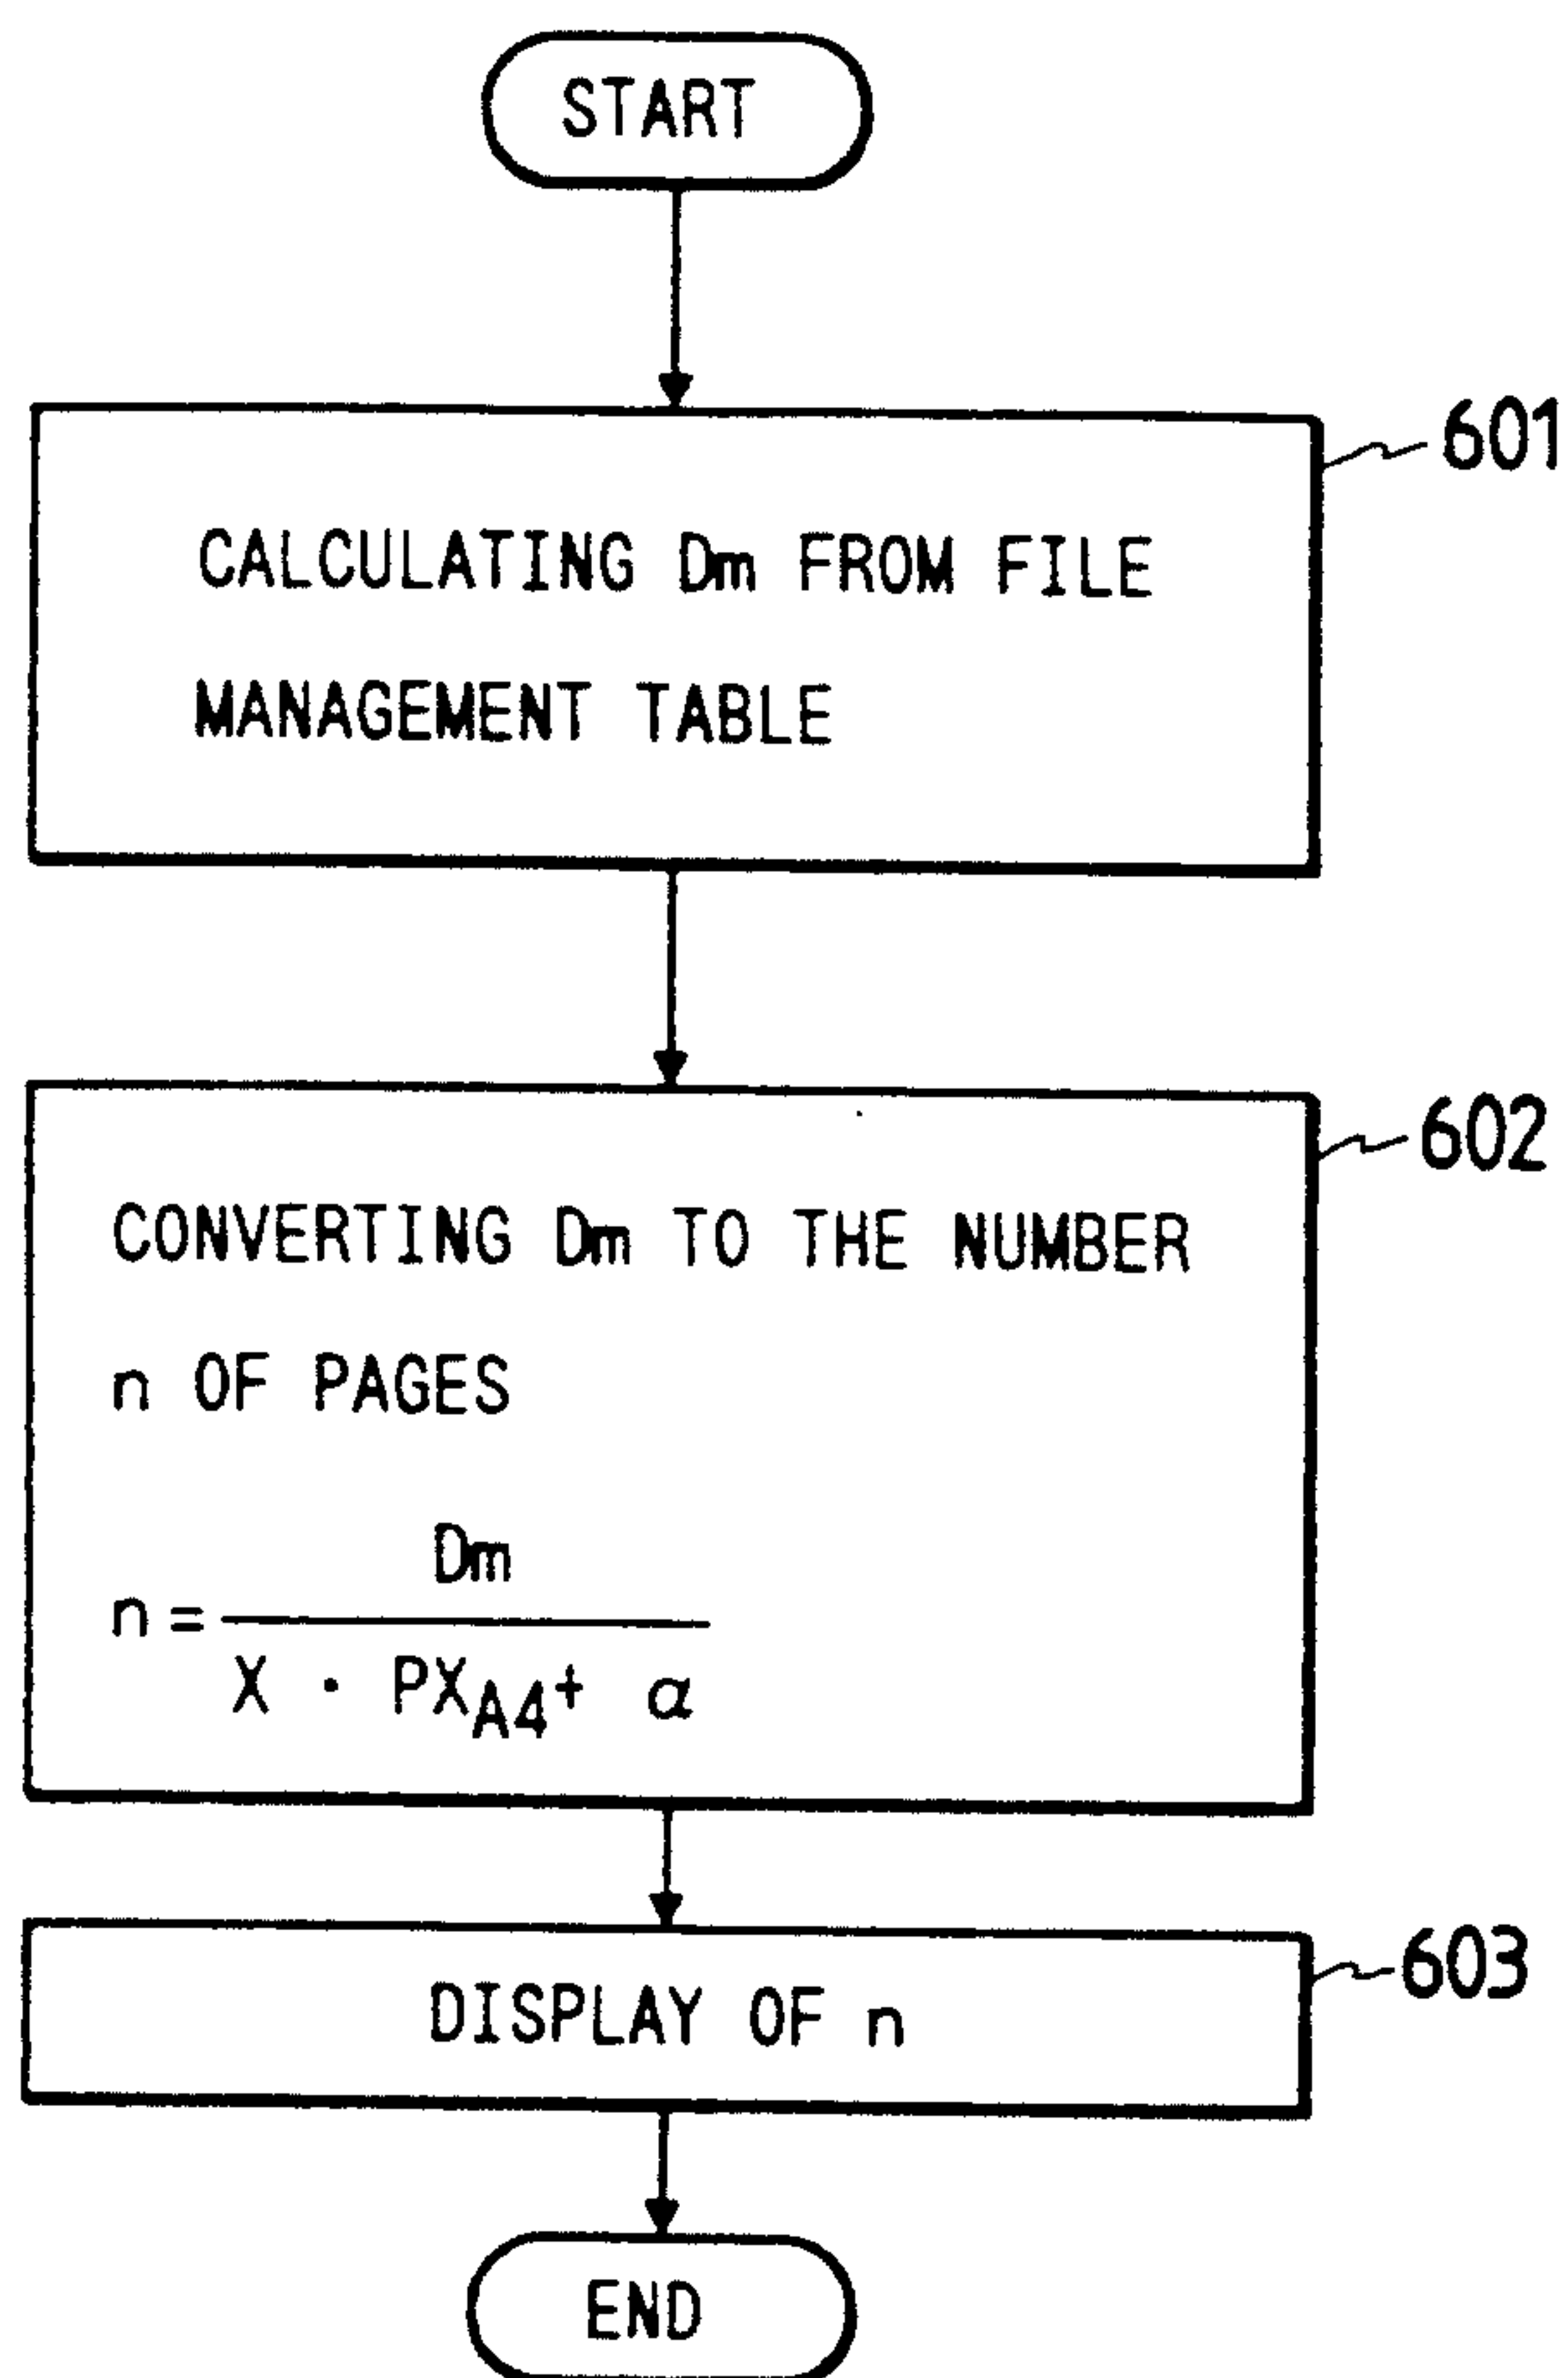 START
601
CALCULATING Dm FROM FILE
MANAGEMENT TABLE
602
CONVERTING Dm TO THE NUMBER
n OF PAGES
Dm
n =
X · PX_A4 + α
603
DISPLAY OF n
END